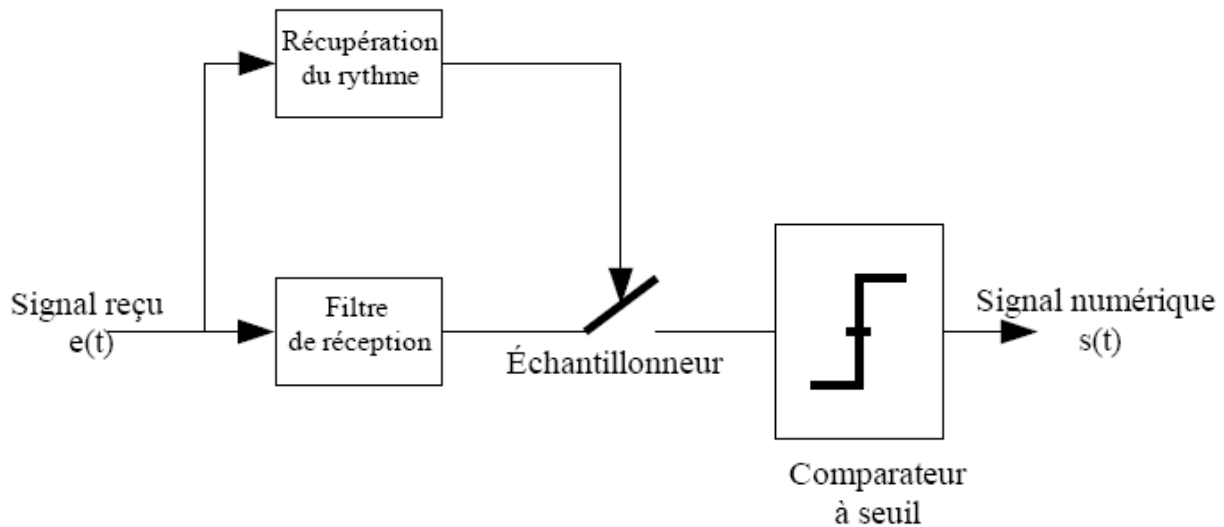 Récupération
du rythme
Signal reçu
e(t)
Filtre
de réception
Échantillonneur
Signal numérique
s(t)
Comparateur
à seuil